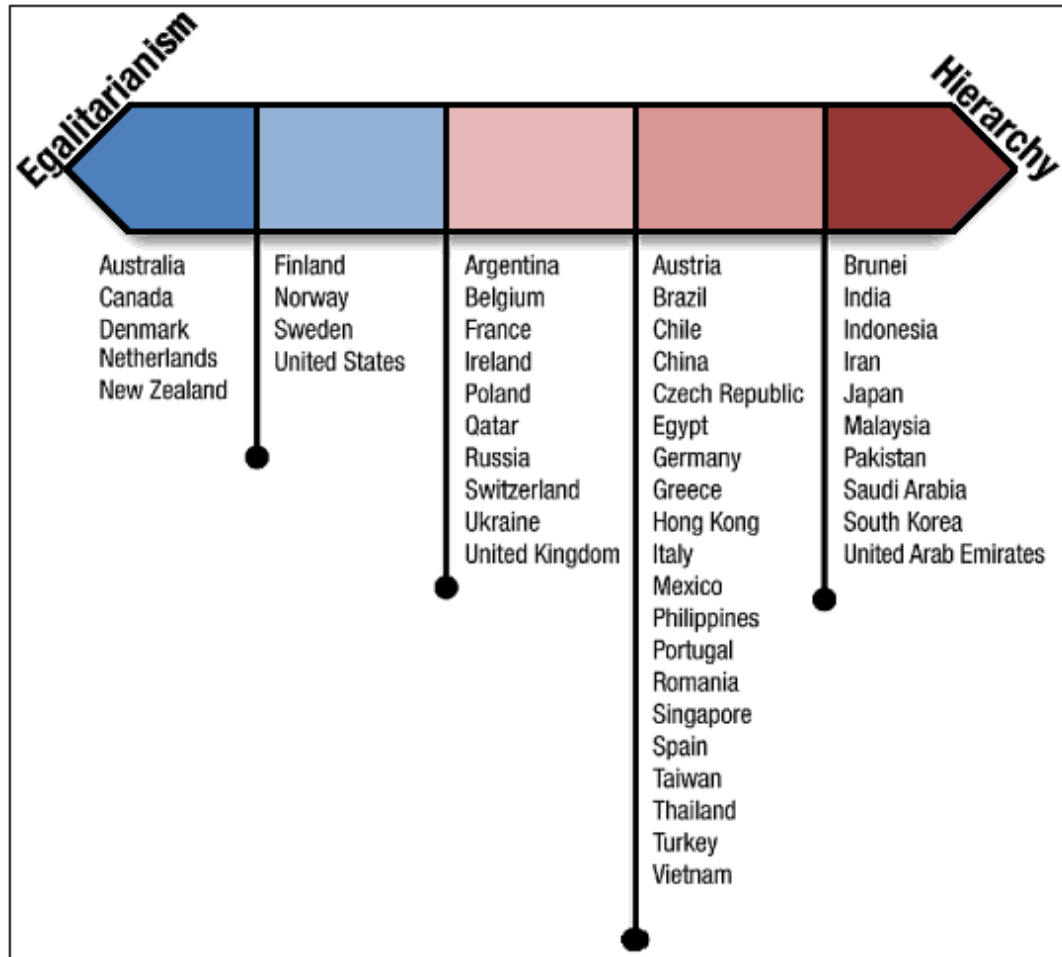 Egalitarianism
Hierarchy
Australia
Canada
Denmark
Netherlands
New Zealand
Finland
Norway
Sweden
United States
Argentina
Belgium
France
Ireland
Poland
Qatar
Russia
Switzerland
Ukraine
United Kingdom
Austria
Brazil
Chile
China
Czech Republic
Egypt
Germany
Greece
Hong Kong
Italy
Mexico
Philippines
Portugal
Romania
Singapore
Spain
Taiwan
Thailand
Turkey
Vietnam
Brunei
India
Indonesia
Iran
Japan
Malaysia
Pakistan
Saudi Arabia
South Korea
United Arab Emirates